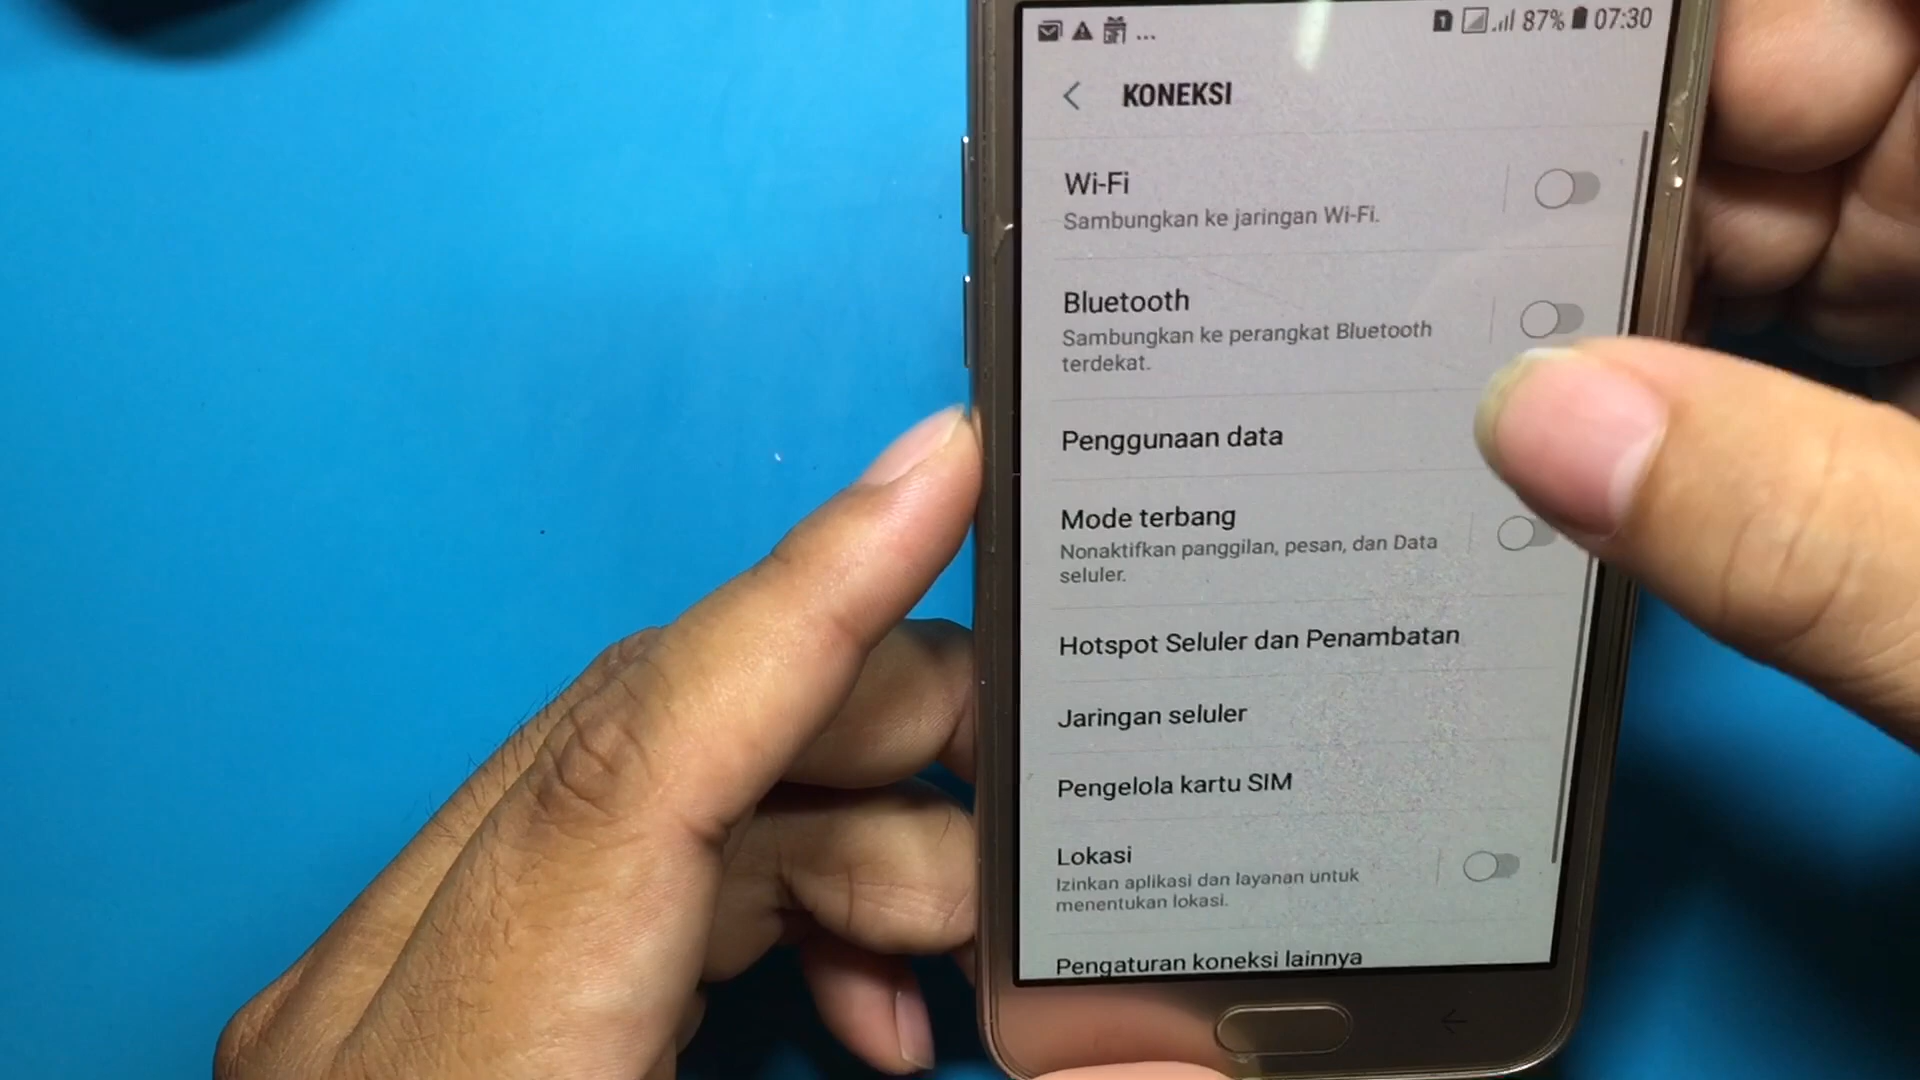 1 87% 07:30
KONEKSI
Wi-Fi
Sambungkan ke jaringan Wi-Fi.
Bluetooth
Sambungkan ke perangkat Bluetooth
terdekat.
Penggunaan data
Mode terbang
Nonaktifkan panggilan, pesan, dan Data
seluler.
Hotspot Seluler dan Penambatan
Jaringan seluler
Pengelola kartu SIM
Lokasi
Izinkan aplikasi dan layanan untuk
menentukan lokasi.
Pengaturan koneksi lainnya